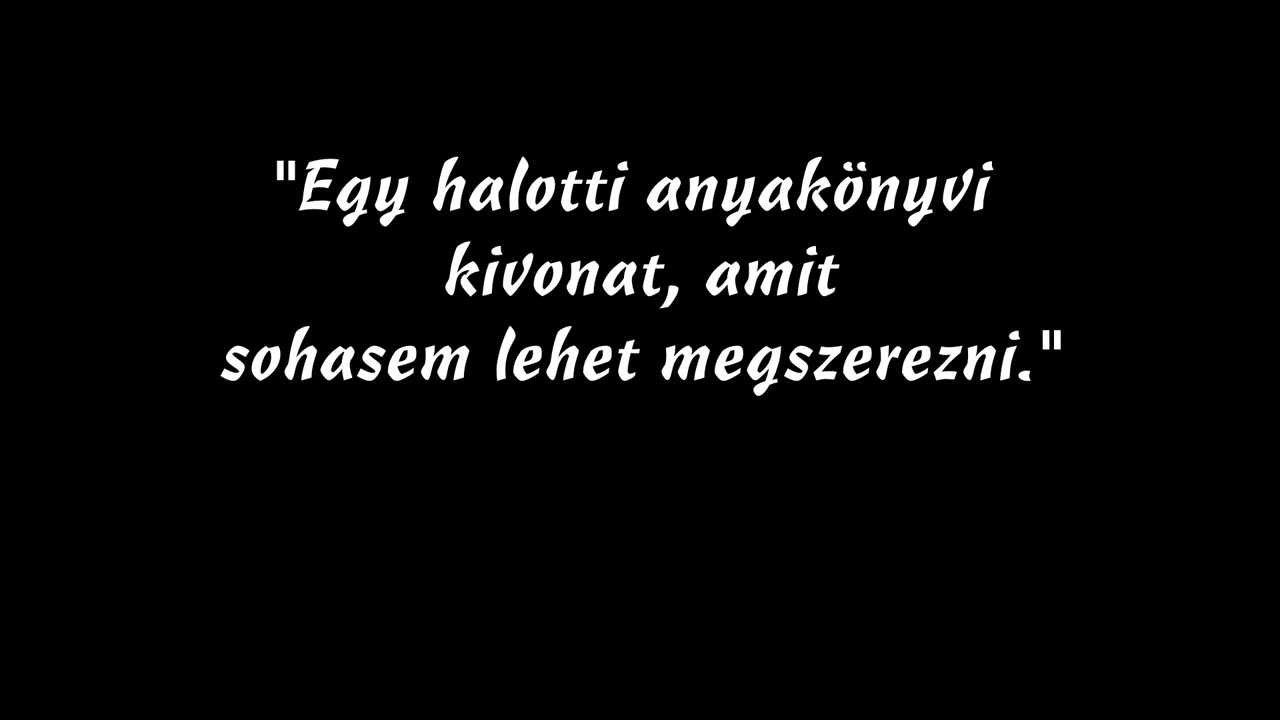 "Egy halotti anyakönyvi
kivonat, amit
sohasem lehet megszerezni."